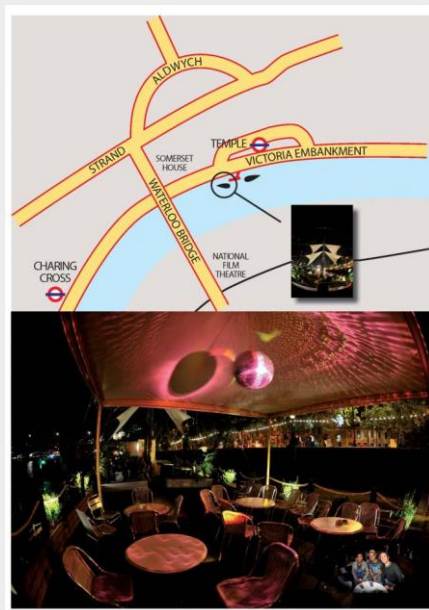 ALDWYCH
STRAND
SOMERSET
HOUSE
TEMPLE
VICTORIA EMBANKMENT
WATERLOO BRIDGE
NATIONAL
FILM
THEATRE
CHARING
CROSS